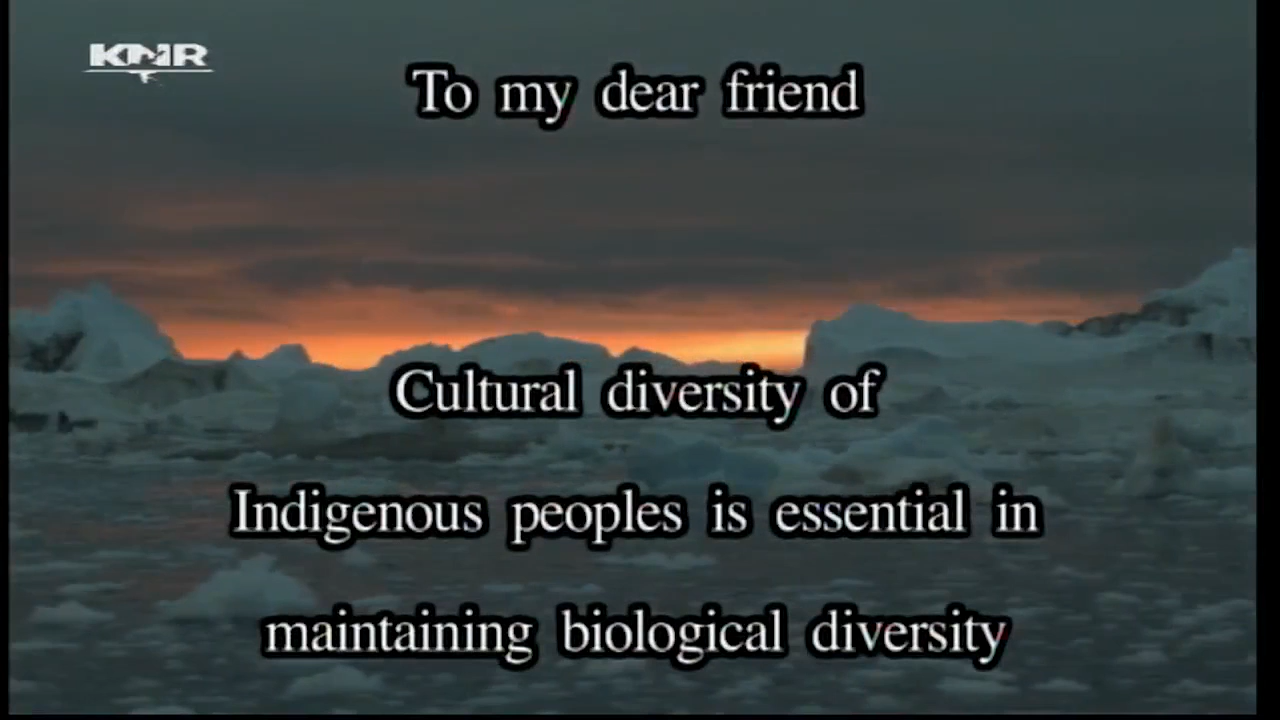 KNR
To my dear friend
Cultural diversity of
Indigenous peoples is essential in
maintaining biological diversity